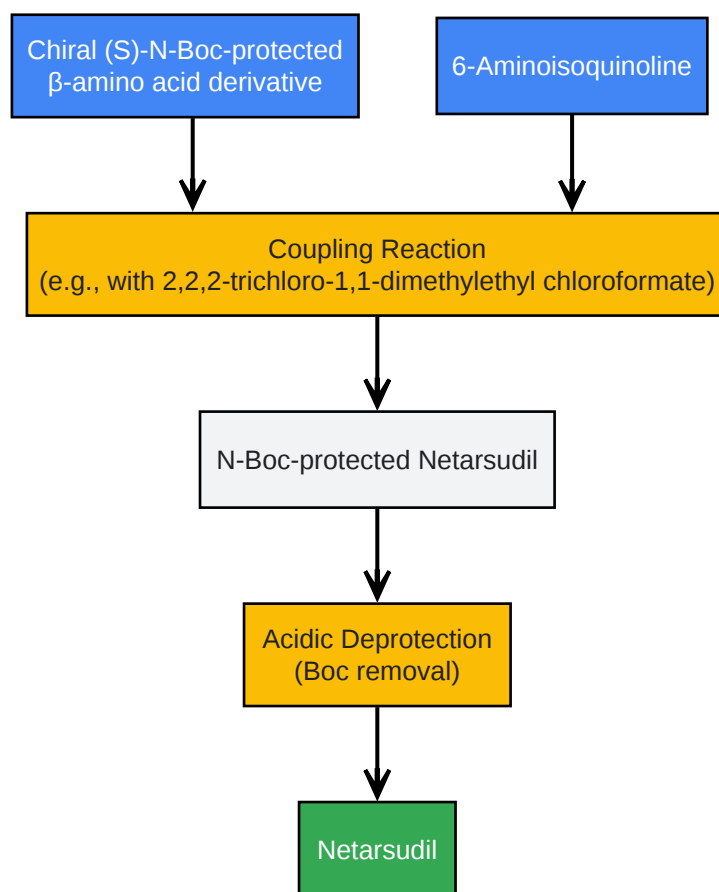 Chiral (S)-N-Boc-protected
β-amino acid derivative
6-Aminoisoquinoline
Coupling Reaction
(e.g., with 2,2,2-trichloro-1,1-dimethylethyl chloroformate)
N-Boc-protected Netarsudil
Acidic Deprotection
(Boc removal)
Netarsudil